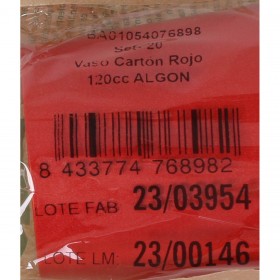 BA01054076898
Set- 20
Vaso Cartón Rojo
120cc ALGON
8 433774 768982
LOTE FAB 23/03954
LOTE LM: 23/00146